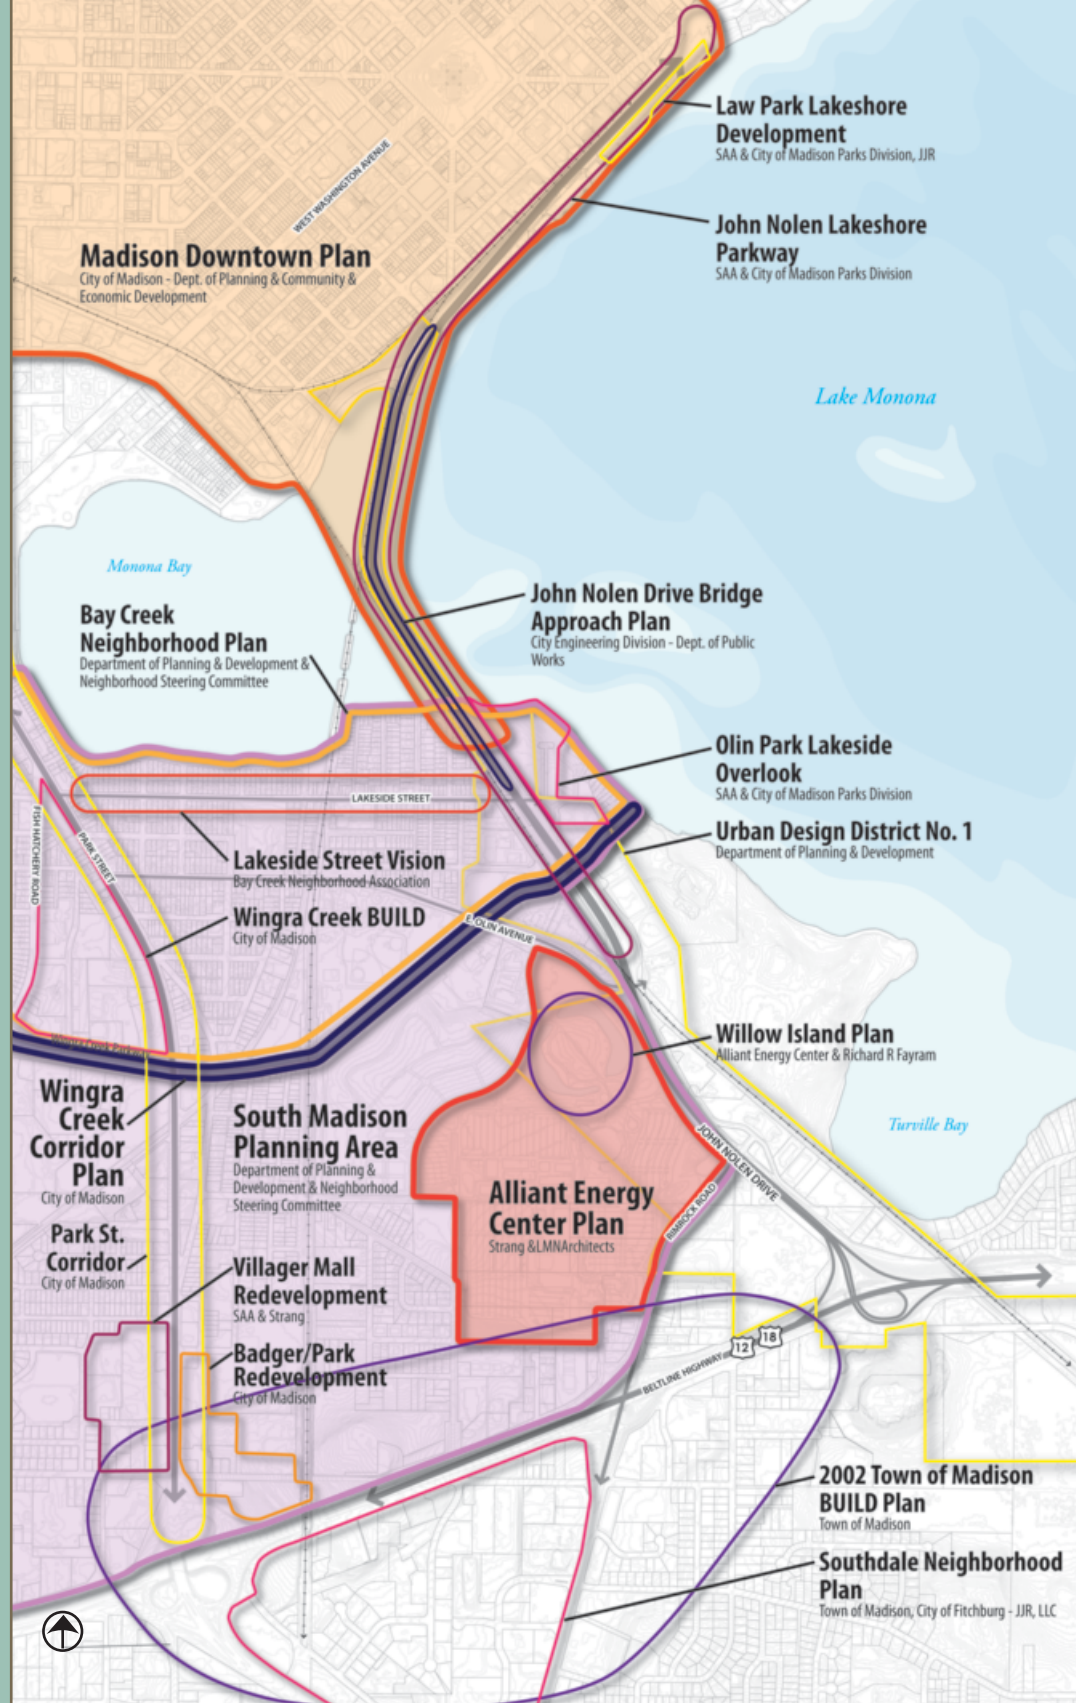 Law Park Lakeshore
Development
SAA & City of Madison Parks Division, JJR
WEST WASHINGTON AVENUE
John Nolen Lakeshore
Parkway
SAA & City of Madison Parks Division
Madison Downtown Plan
City of Madison - Dept. of Planning & Community &
Economic Development
Lake Monona
Monona Bay
John Nolen Drive Bridge
Approach Plan
City Engineering Division - Dept. of Public
Works
Bay Creek
Neighborhood Plan
Department of Planning & Development &
Neighborhood Steering Committee
Olin Park Lakeside
Overlook
SAA & City of Madison Parks Division
LAKESIDE STREET
FISH HATCHERY ROAD
PARK STREET
Urban Design District No. 1
Department of Planning & Development
Lakeside Street Vision
Bay Creek Neighborhood Association
Wingra Creek BUILD
City of Madison
E. OLIN AVENUE
Willow Island Plan
Alliant Energy Center & Richard R Fayram
Wingra Creek Parkway
Wingra
Creek
Corridor
Plan
City of Madison
South Madison
Planning Area
Department of Planning &
Development & Neighborhood
Steering Committee
Turville Bay
JOHN NOLEN DRIVE
RIMROCK ROAD
Alliant Energy
Center Plan
Strang &LMNArchitects
Park St.
Corridor
City of Madison
Villager Mall
Redevelopment
SAA & Strang
Badger/Park
Redevelopment
City of Madison
12
18
BELTLINE HIGHWAY
2002 Town of Madison
BUILD Plan
Town of Madison
Southdale Neighborhood
Plan
Town of Madison, City of Fitchburg - JJR, LLC